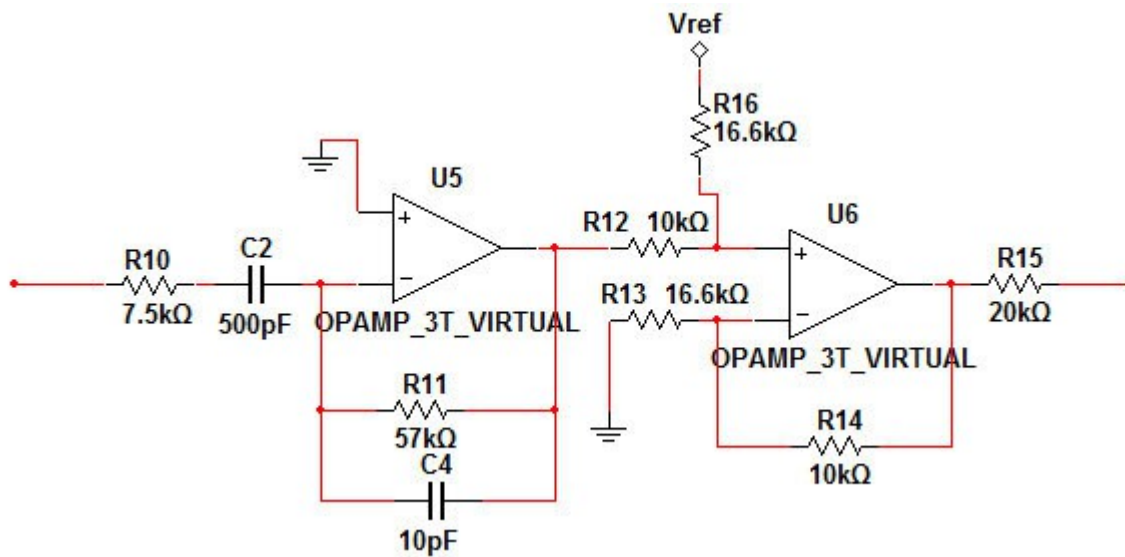 Vref
R16
16.6kΩ
U5
U6
R12 10kΩ
R10
C2
R15
7.5kΩ
500pF
R13 16.6kΩ
20kΩ
OPAMP_3T_VIRTUAL
OPAMP_3T_VIRTUAL
R11
57kΩ
R14
10kΩ
C4
10pF
+
−
+
−